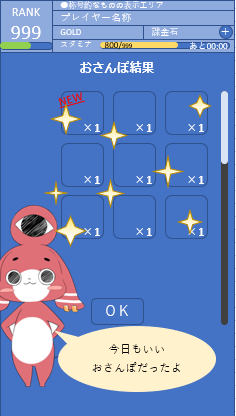 RANK
999
●称号的なものの表示エリア
プレイヤー名称
GOLD
課金石
+
スタミナ
800/999
あと00:00
おさんぽ結果
NEW
×1
×1
×1
×1
×1
×1
×1
×1
×1
OK
今日もいい
おさんぽだったよ